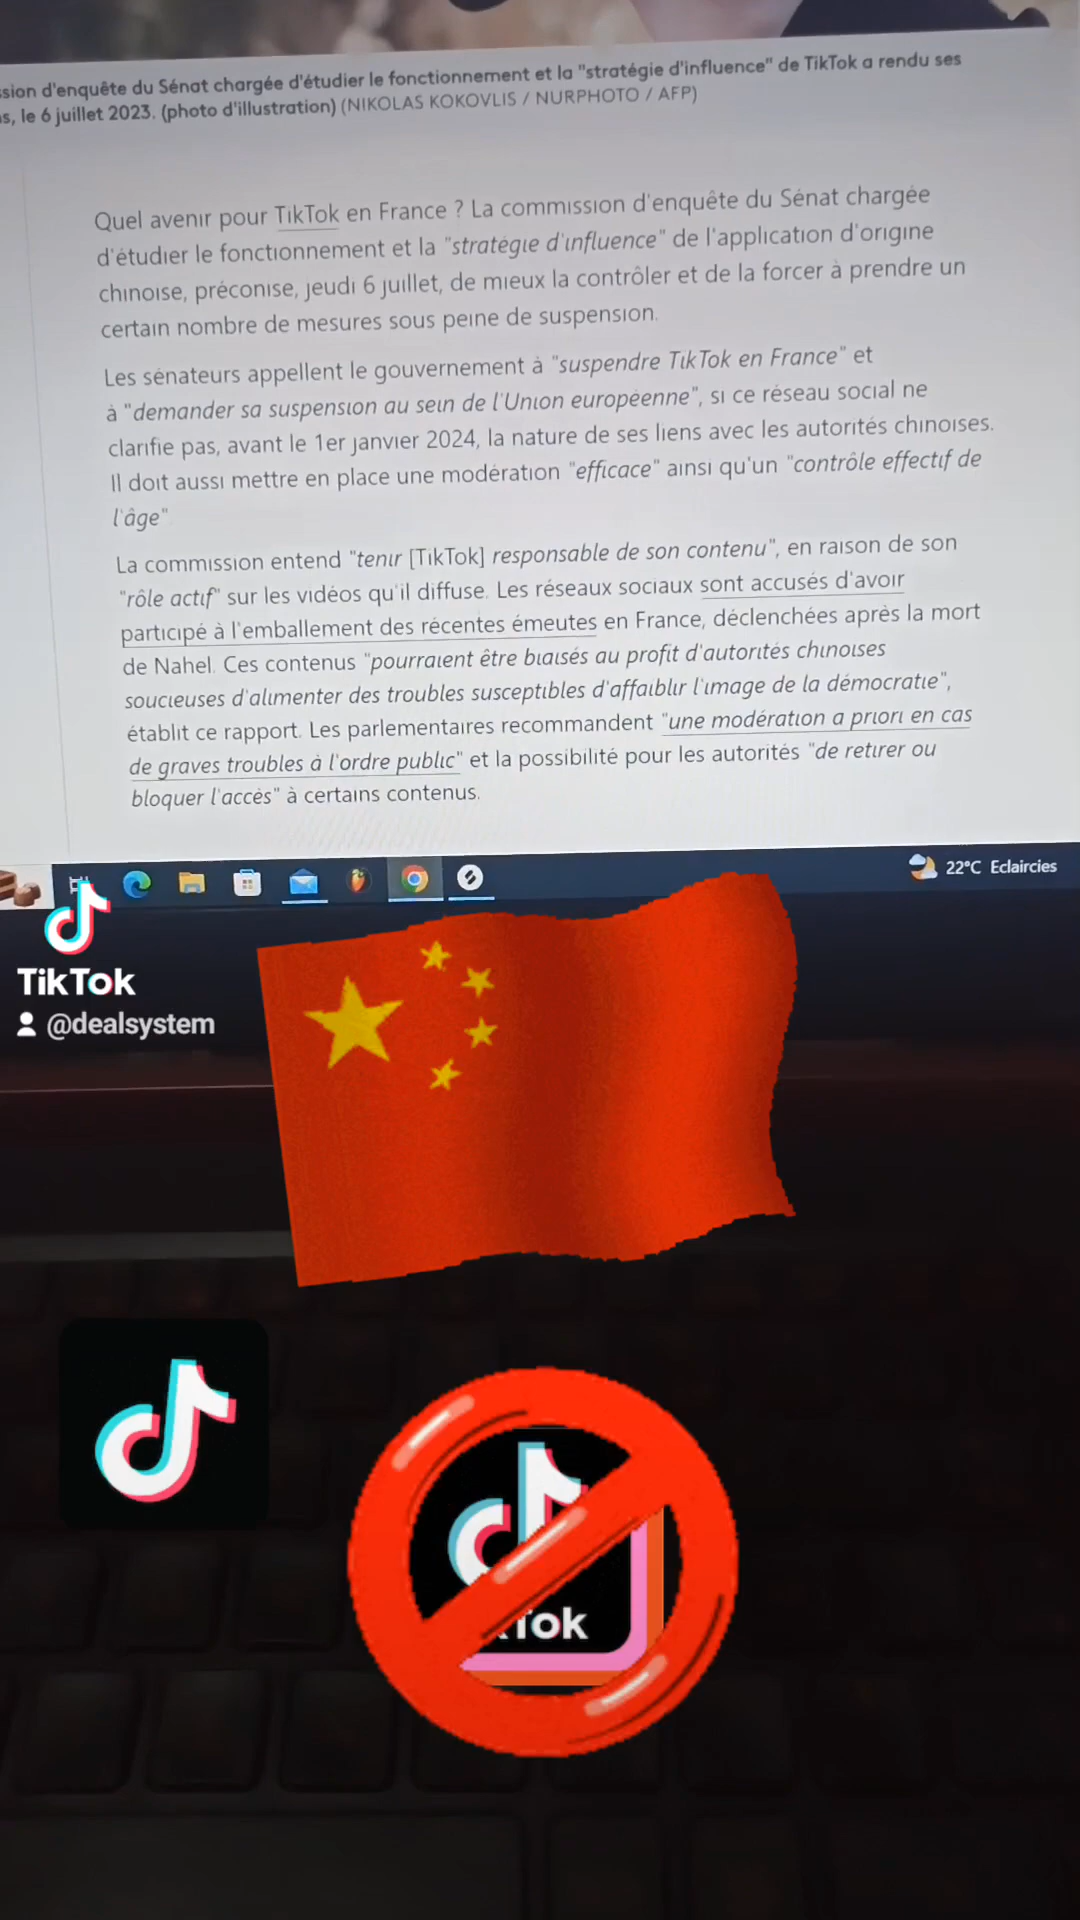 sion d'enquête du Sénat chargée d'étudier le fonctionnement et la "stratégie d'influence" de TikTok a rendu ses
s, le 6 juillet 2023. (photo d'illustration) (NIKOLAS KOKOVLIS / NURPHOTO / AFP)
Quel avenir pour TikTok en France ? La commission d'enquête du Sénat chargée
d'étudier le fonctionnement et la "stratégie d'influence" de l'application d'origine
chinoise, préconise, jeudi 6 juillet, de mieux la contrôler et de la forcer à prendre un
certain nombre de mesures sous peine de suspension.
Les sénateurs appellent le gouvernement à "suspendre TikTok en France" et
à "demander sa suspension au sein de l'Union européenne", si ce réseau social ne
clarifie pas, avant le 1er janvier 2024, la nature de ses liens avec les autorités chinoises.
Il doit aussi mettre en place une modération "efficace" ainsi qu'un "contrôle effectif de
l'âge"
La commission entend "tenir [TikTok] responsable de son contenu", en raison de son
"rôle actif" sur les vidéos qu'il diffuse. Les réseaux sociaux sont accusés d'avoir
participé à l'emballement des récentes émeutes en France, déclenchées après la mort
de Nahel. Ces contenus "pourraient être biaisés au profit d'autorités chinoises
soucieuses d'alimenter des troubles susceptibles d'affaiblir l'image de la démocratie",
établit ce rapport. Les parlementaires recommandent "une modération a priori en cas
de graves troubles à l'ordre public" et la possibilité pour les autorités "de retirer ou
bloquer l'accès" à certains contenus.
22°C Eclaircies
TikTok
@dealsystem
kTok